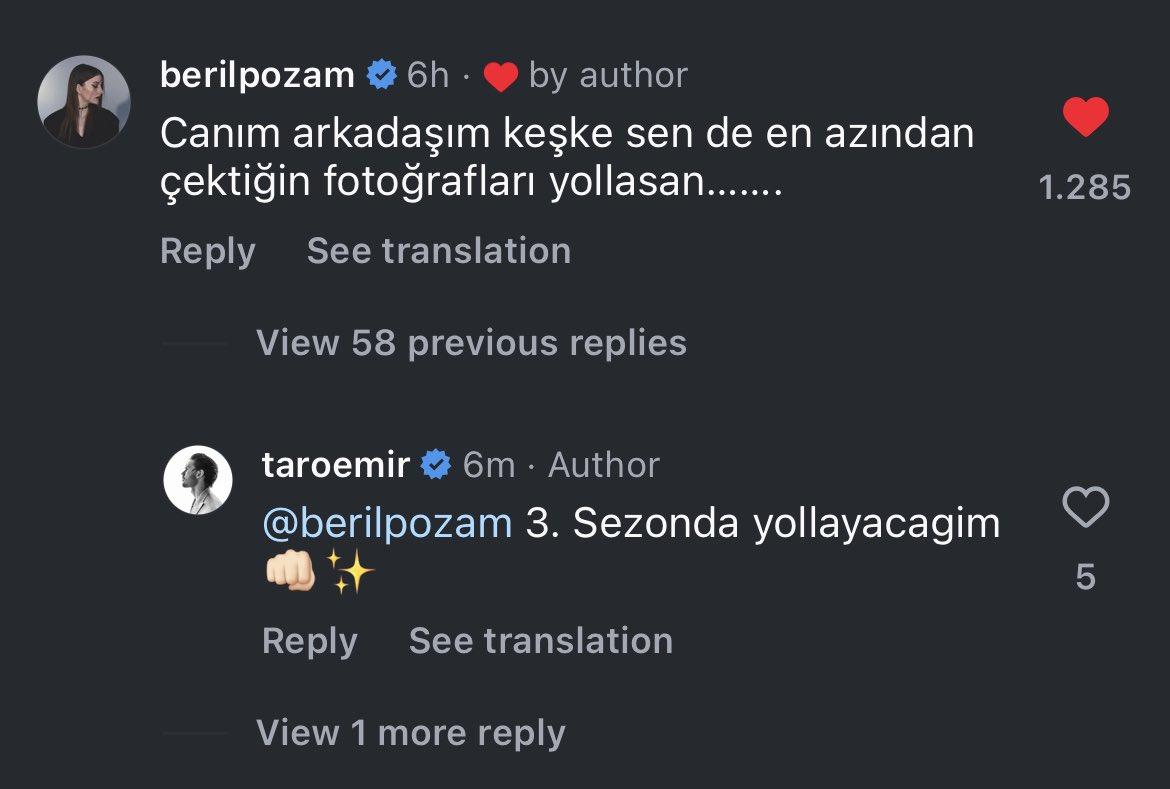 berilpozam 6h · ❤️ by author
Canım arkadaşım keşke sen de en azından
çektiğin fotoğrafları yollasan.......
1.285
Reply See translation
View 58 previous replies
taroemir 6m · Author
@berilpozam 3. Sezonda yollayacagim
👊🏻✨
5
Reply See translation
View 1 more reply